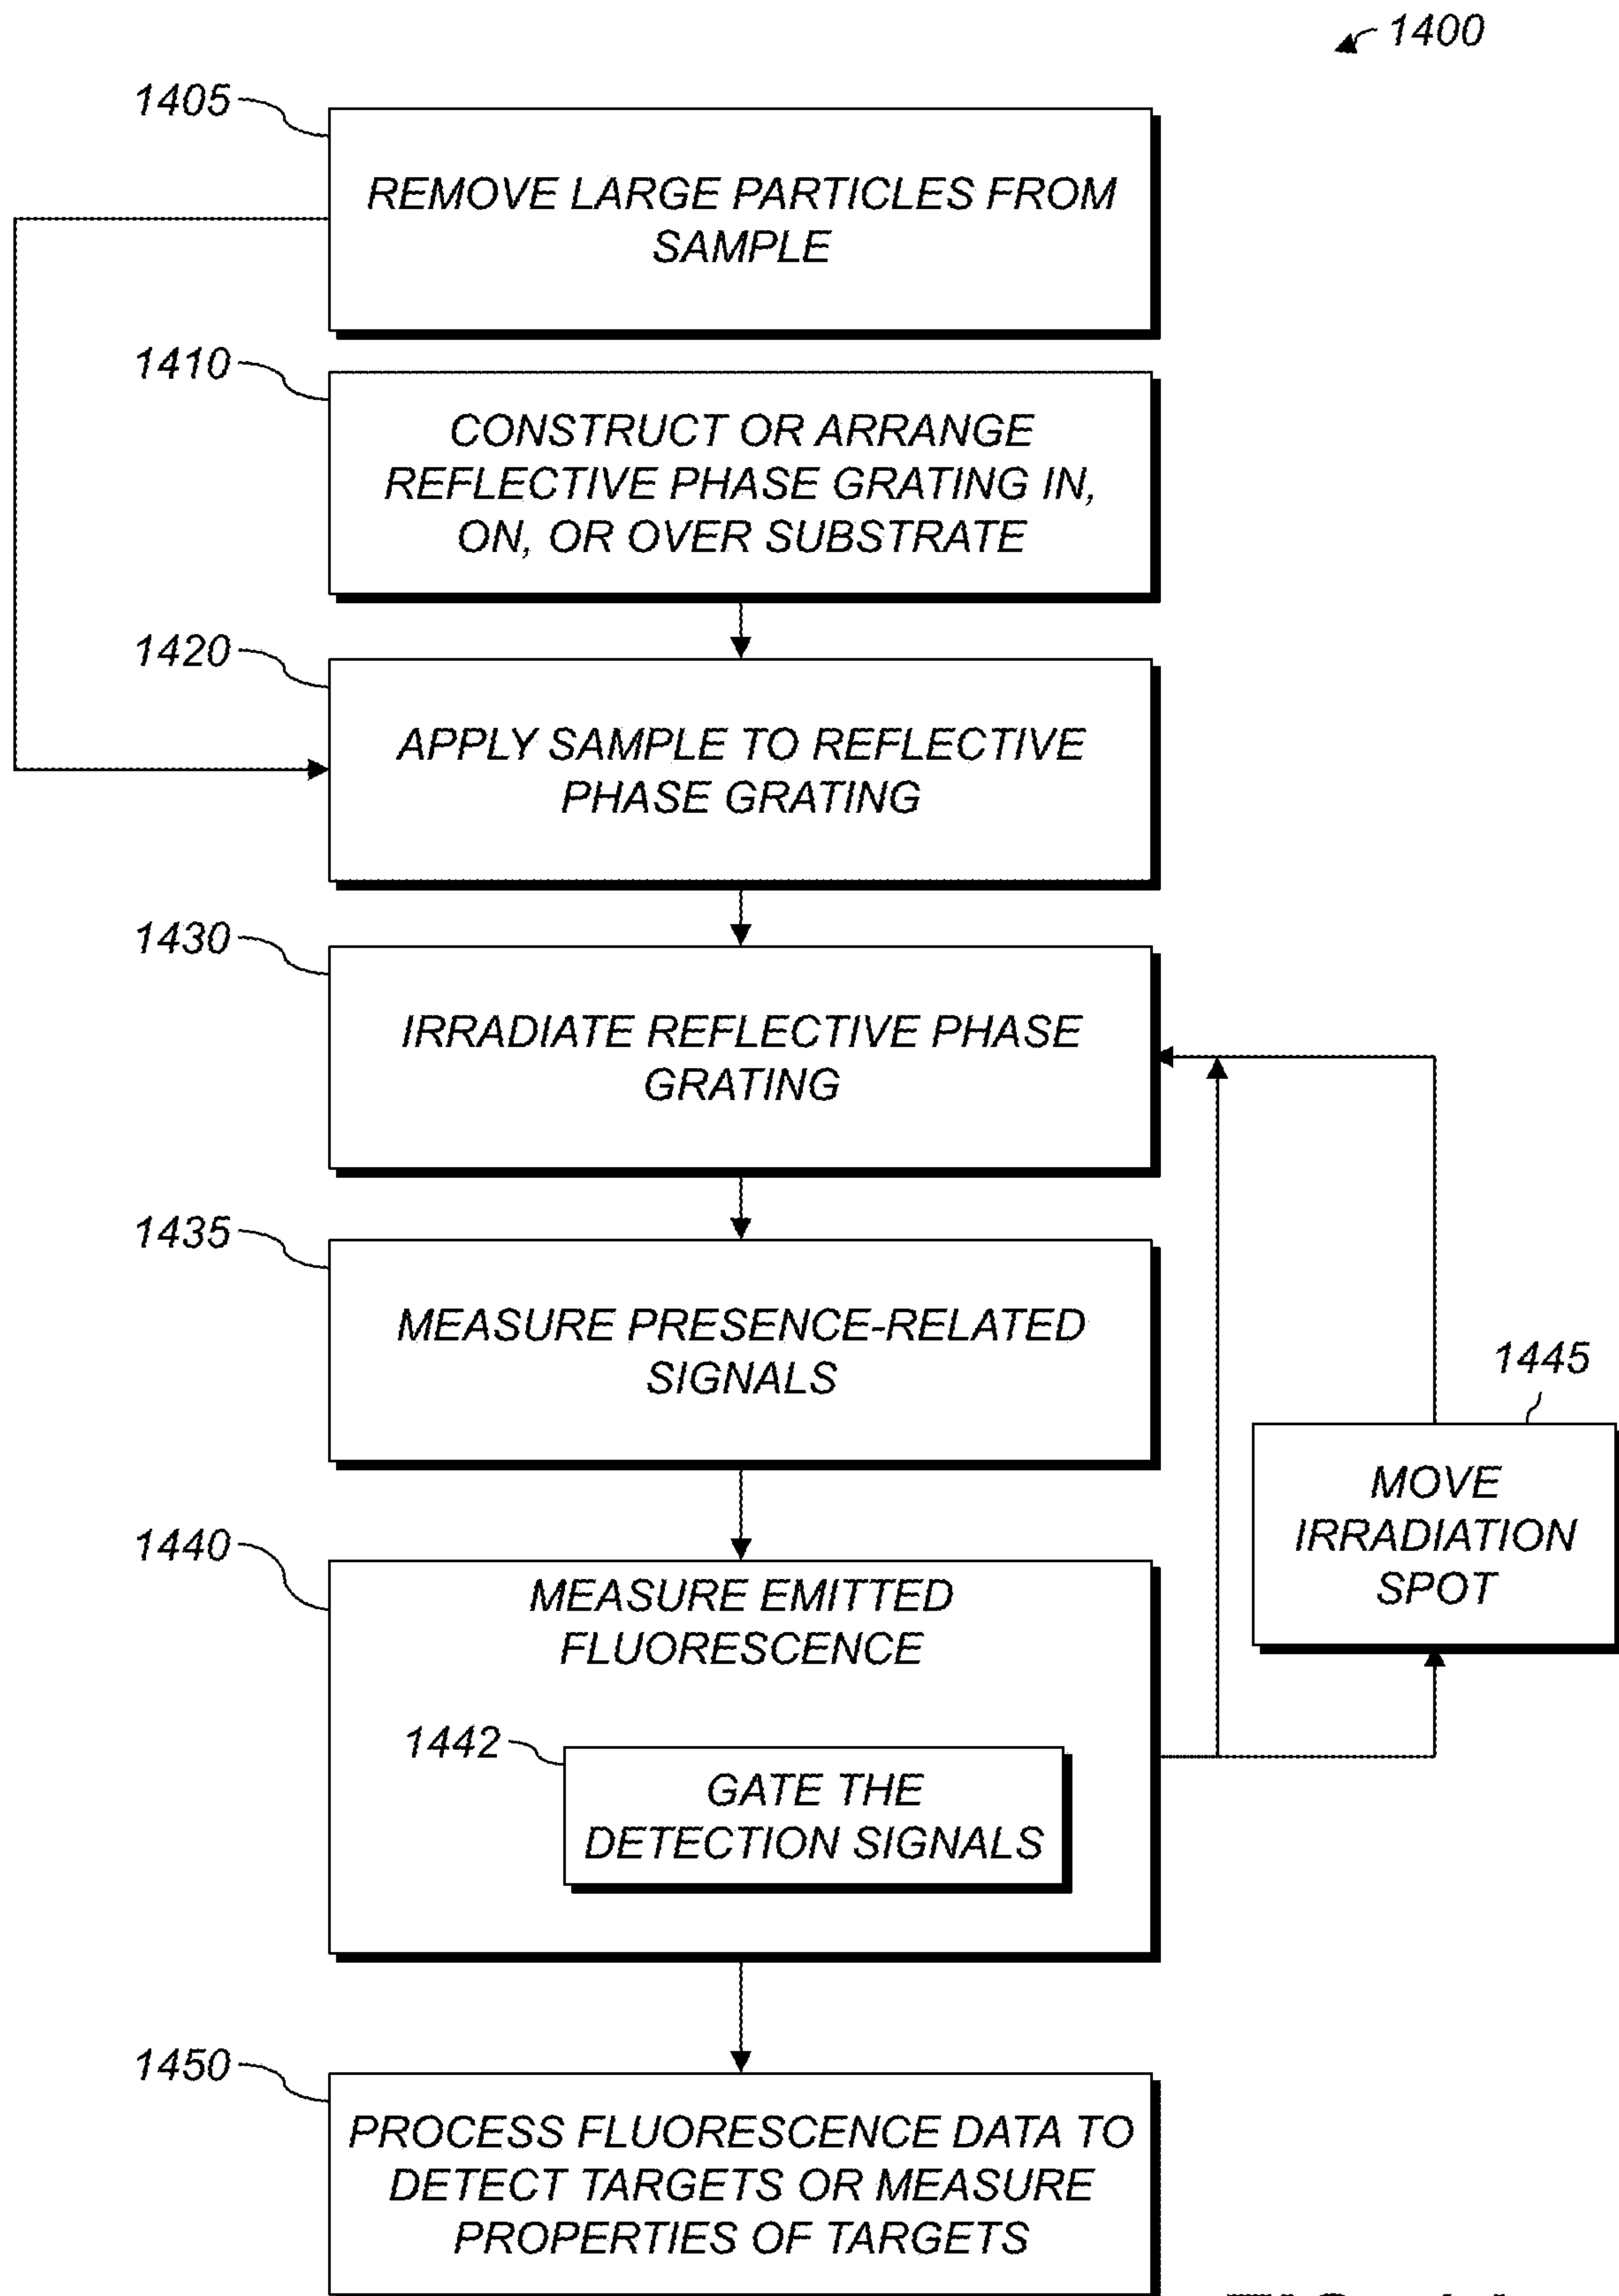 1400
1405
REMOVE LARGE PARTICLES FROM
SAMPLE
1410
CONSTRUCT OR ARRANGE
REFLECTIVE PHASE GRATING IN,
ON, OR OVER SUBSTRATE
1420
APPLY SAMPLE TO REFLECTIVE
PHASE GRATING
1430
IRRADIATE REFLECTIVE PHASE
GRATING
1435
MEASURE PRESENCE-RELATED
SIGNALS
1445
MOVE
IRRADIATION
SPOT
1440
MEASURE EMITTED
FLUORESCENCE
1442
GATE THE
DETECTION SIGNALS
1450
PROCESS FLUORESCENCE DATA TO
DETECT TARGETS OR MEASURE
PROPERTIES OF TARGETS